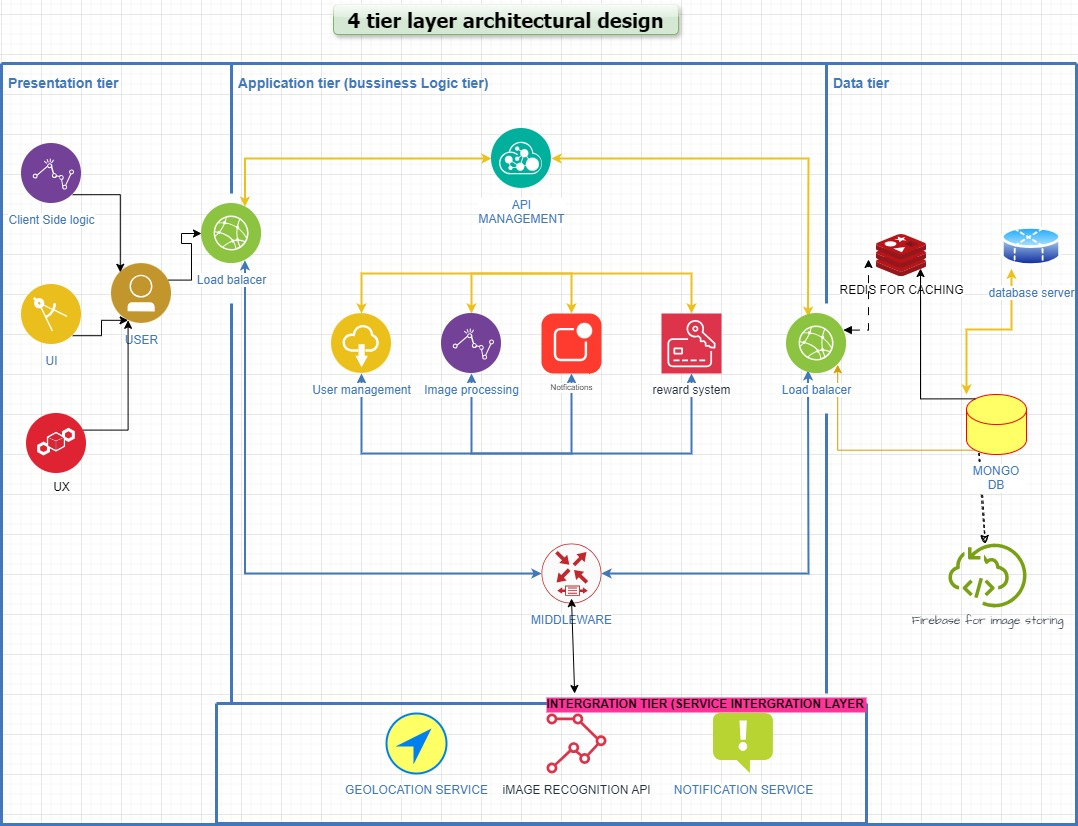 4 tier layer architectural design
Presentation tier
Application tier (bussiness Logic tier)
Data tier
Client Side logic
API
MANAGEMENT
Load balacer
REDIS FOR CACHING
database server
USER
UI
User management
Image processing
Notfications
reward system
Load balacer
UX
MONGO
DB
MIDDLEWARE
Firebase for image storing
INTERGRATION TIER (SERVICE INTERGRATION LAYER
GEOLOCATION SERVICE
iMAGE RECOGNITION API
NOTIFICATION SERVICE